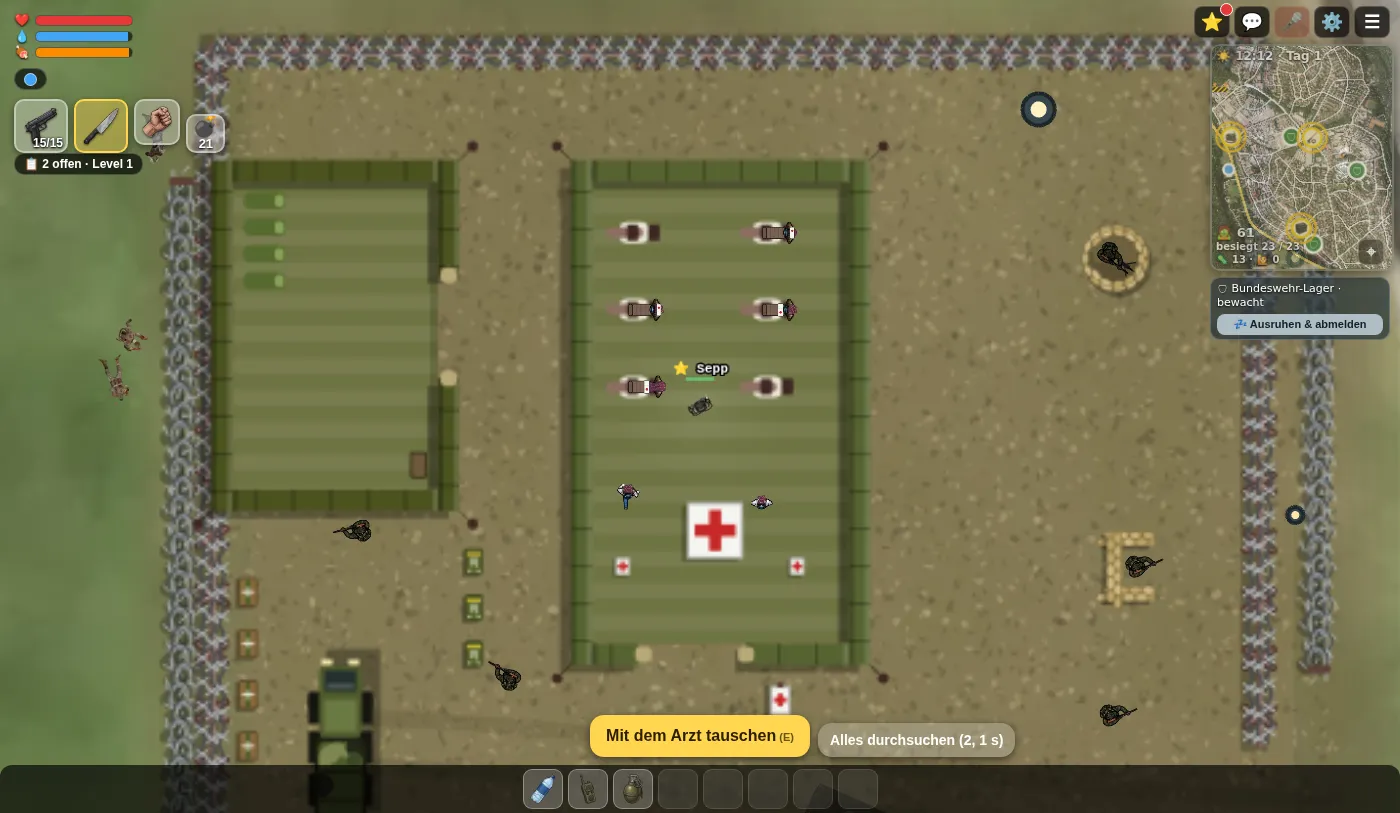 12:12 · Tag 1
15/15
21
2 offen · Level 1
61
besiegt 23 / 23
13 · 0
Bundeswehr-Lager ·
bewacht
Ausruhen & abmelden
Sepp
Mit dem Arzt tauschen (E)
Alles durchsuchen (2, 1 s)